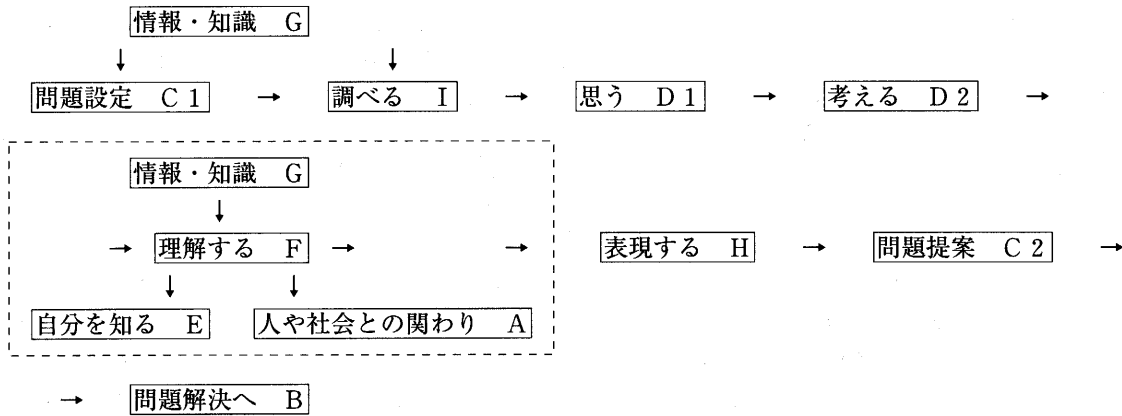 情報・知識 G
↓ ↓
問題設定 C1 → 調べる I → 思う D1 → 考える D2 →
情報・知識 G
↓
→ 理解する F → → 表現する H → 問題提案 C2 →
↓ ↓
自分を知る E 人や社会との関わり A
→ 問題解決へ B